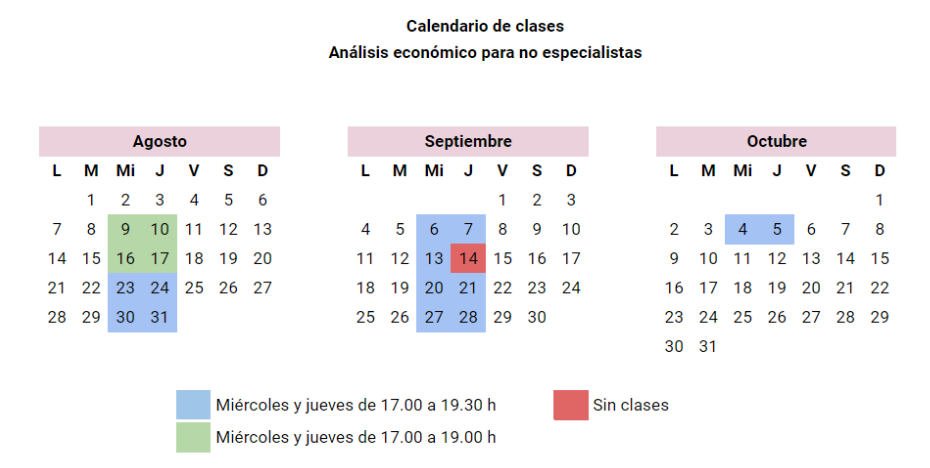 Calendario de clases
Análisis económico para no especialistas
Agosto Septiembre Octubre
L M Mi J V S D L M Mi J V S D L M Mi J V S D
1 2 3 4 5 6 1 2 3 1
7 8 9 10 11 12 13 4 5 6 7 8 9 10 2 3 4 5 6 7 8
14 15 16 17 18 19 20 11 12 13 14 15 16 17 9 10 11 12 13 14 15
21 22 23 24 25 26 27 18 19 20 21 22 23 24 16 17 18 19 20 21 22
28 29 30 31 25 26 27 28 29 30 23 24 25 26 27 28 29
30 31
Miércoles y jueves de 17.00 a 19.30 h Sin clases
Miércoles y jueves de 17.00 a 19.00 h